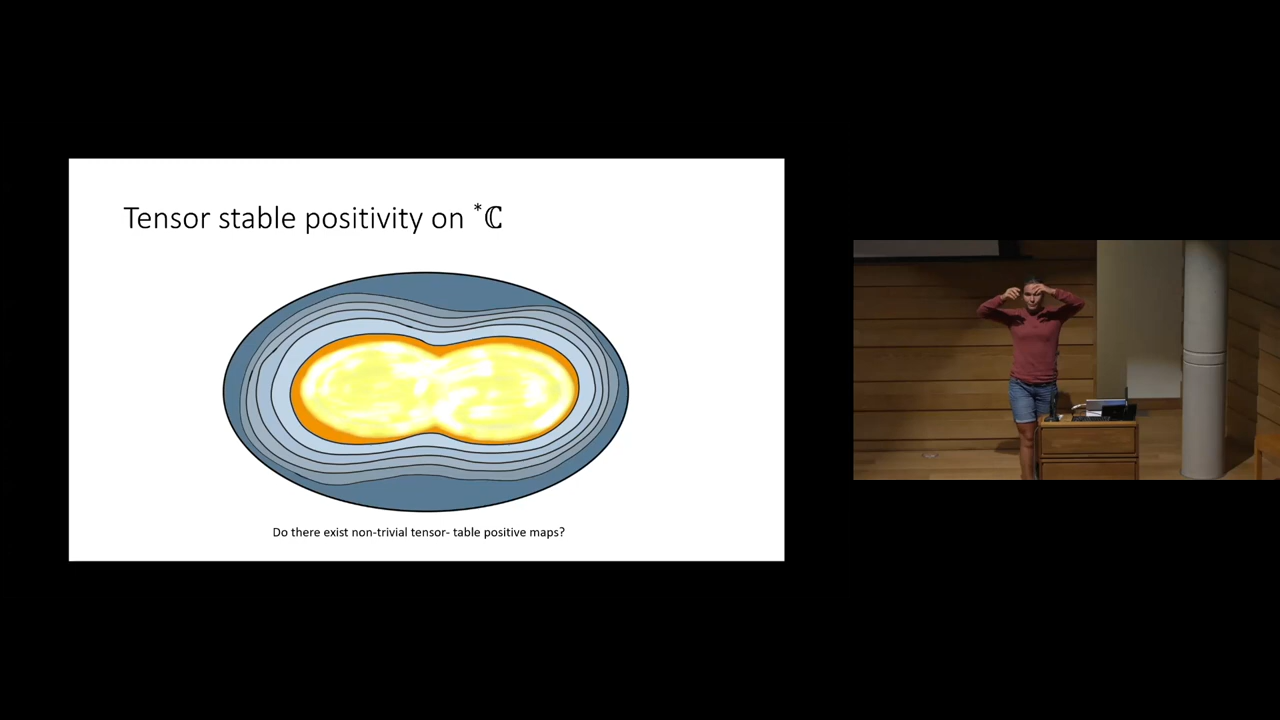 Tensor stable positivity on *ℂ
Do there exist non-trivial tensor- table positive maps?